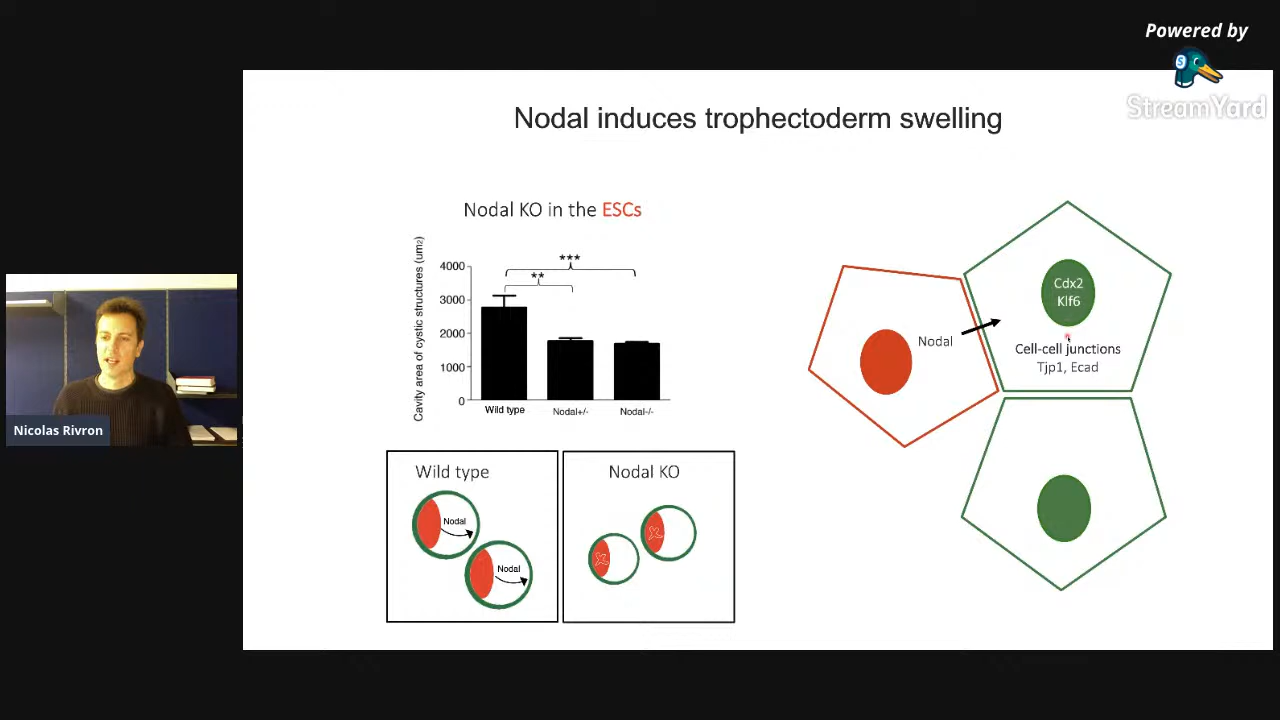 Powered by
StreamYard
Nodal induces trophectoderm swelling
Nodal KO in the ESCs
Cavity area of cystic structures (um2)
4000
3000
2000
1000
0
***
**
Wild type
Nodal+/-
Nodal-/-
Wild type
Nodal
Nodal
Nodal KO
Nodal
Cdx2
Klf6
Cell-cell junctions
Tjp1, Ecad
Nicolas Rivron